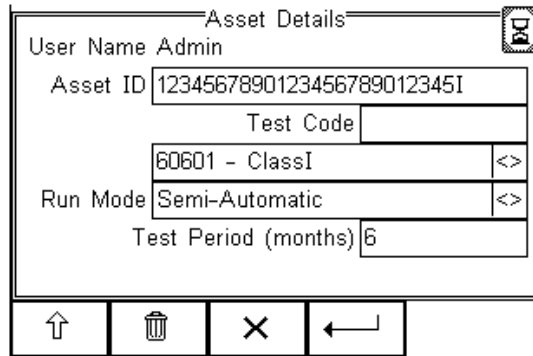 Asset Details
User Name Admin
Asset ID 1234567890123456789012345I
Test Code
60601 - ClassI <>
Run Mode Semi-Automatic <>
Test Period (months) 6